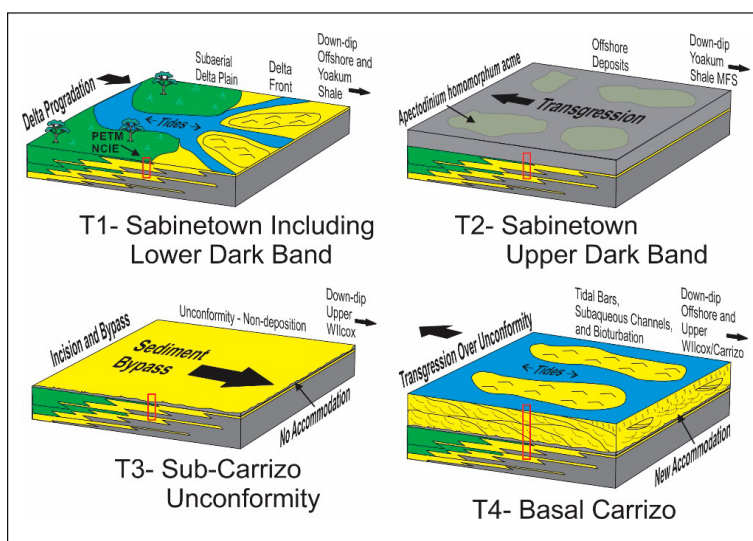 Delta Progradation
Subaerial
Delta Plain
Delta
Front
Down-dip
Offshore and
Yoakum
Shale
Tides
PETM
NCIE
T1- Sabinetown Including
Lower Dark Band
Apectodinium homomorphum acme
Offshore
Deposits
Down-dip
Yoakum
Shale MFS
Transgression
T2- Sabinetown
Upper Dark Band
Incision and Bypass
Unconformity - Non-deposition
Down-dip
Upper
WIlcox
Sediment
Bypass
No Accommodation
T3- Sub-Carrizo
Unconformity
Transgression Over Unconformity
Tidal Bars,
Subaqueous Channels,
and Bioturbation
Down-dip
Offshore and
Upper
WIlcox/Carrizo
Tides
New Accommodation
T4- Basal Carrizo